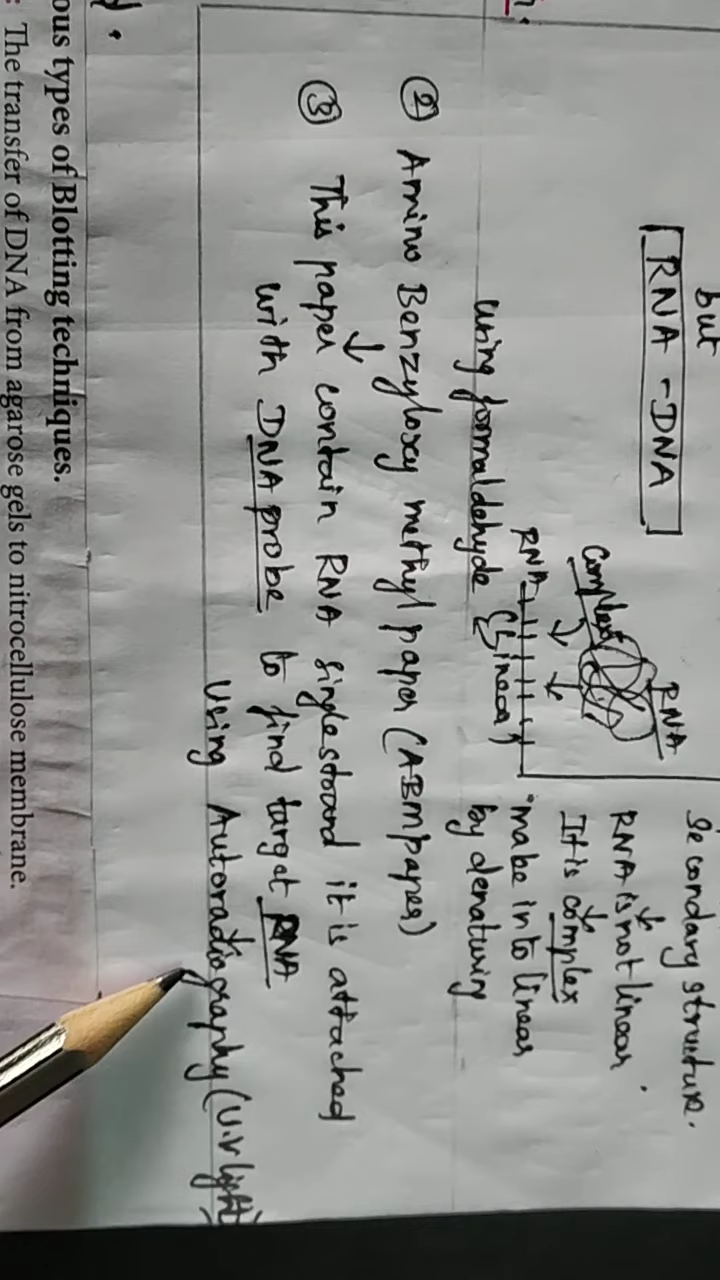 but
RNA - DNA
RNA
Complex
RNA
Secondary structure.
RNA is not linear.
It is complex
make into linear
by denaturing
using formaldehyde (Linear)
② Amino Benzyloxy methyl paper (ABM paper)
③ This paper contain RNA single strand it is attached
with DNA probe to find target RNA
Using Autoradiography (U.V light)
ous types of Blotting techniques.
: The transfer of DNA from agarose gels to nitrocellulose membrane.